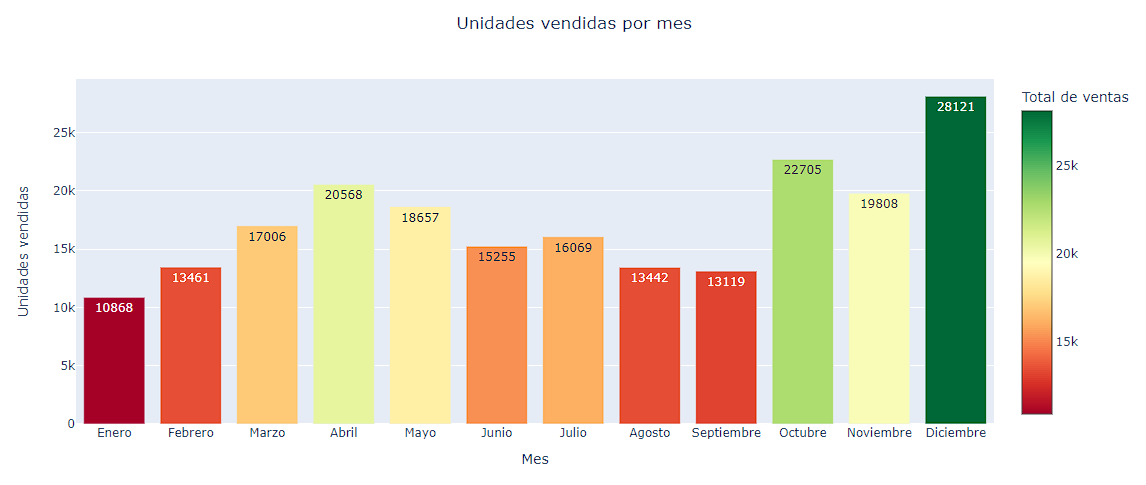 Unidades vendidas por mes
Total de ventas
Unidades vendidas
25k
20k
15k
10k
5k
0
10868
13461
17006
20568
18657
15255
16069
13442
13119
22705
19808
28121
Enero
Febrero
Marzo
Abril
Mayo
Junio
Julio
Agosto
Septiembre
Octubre
Noviembre
Diciembre
Mes
25k
20k
15k